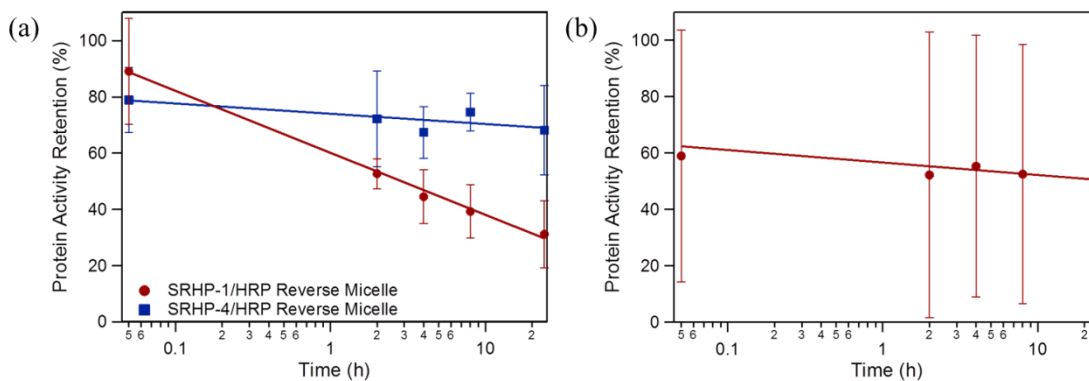 (a)
Protein Activity Retention (%)
100
80
60
40
20
0
SRHP-1/HRP Reverse Micelle
SRHP-4/HRP Reverse Micelle
5 6 0.1 2 3 4 5 6 1 2 3 4 5 6 10 2
Time (h)
(b)
Protein Activity Retention (%)
100
80
60
40
20
0
5 6 0.1 2 3 4 5 6 1 2 3 4 5 6 10 2
Time (h)